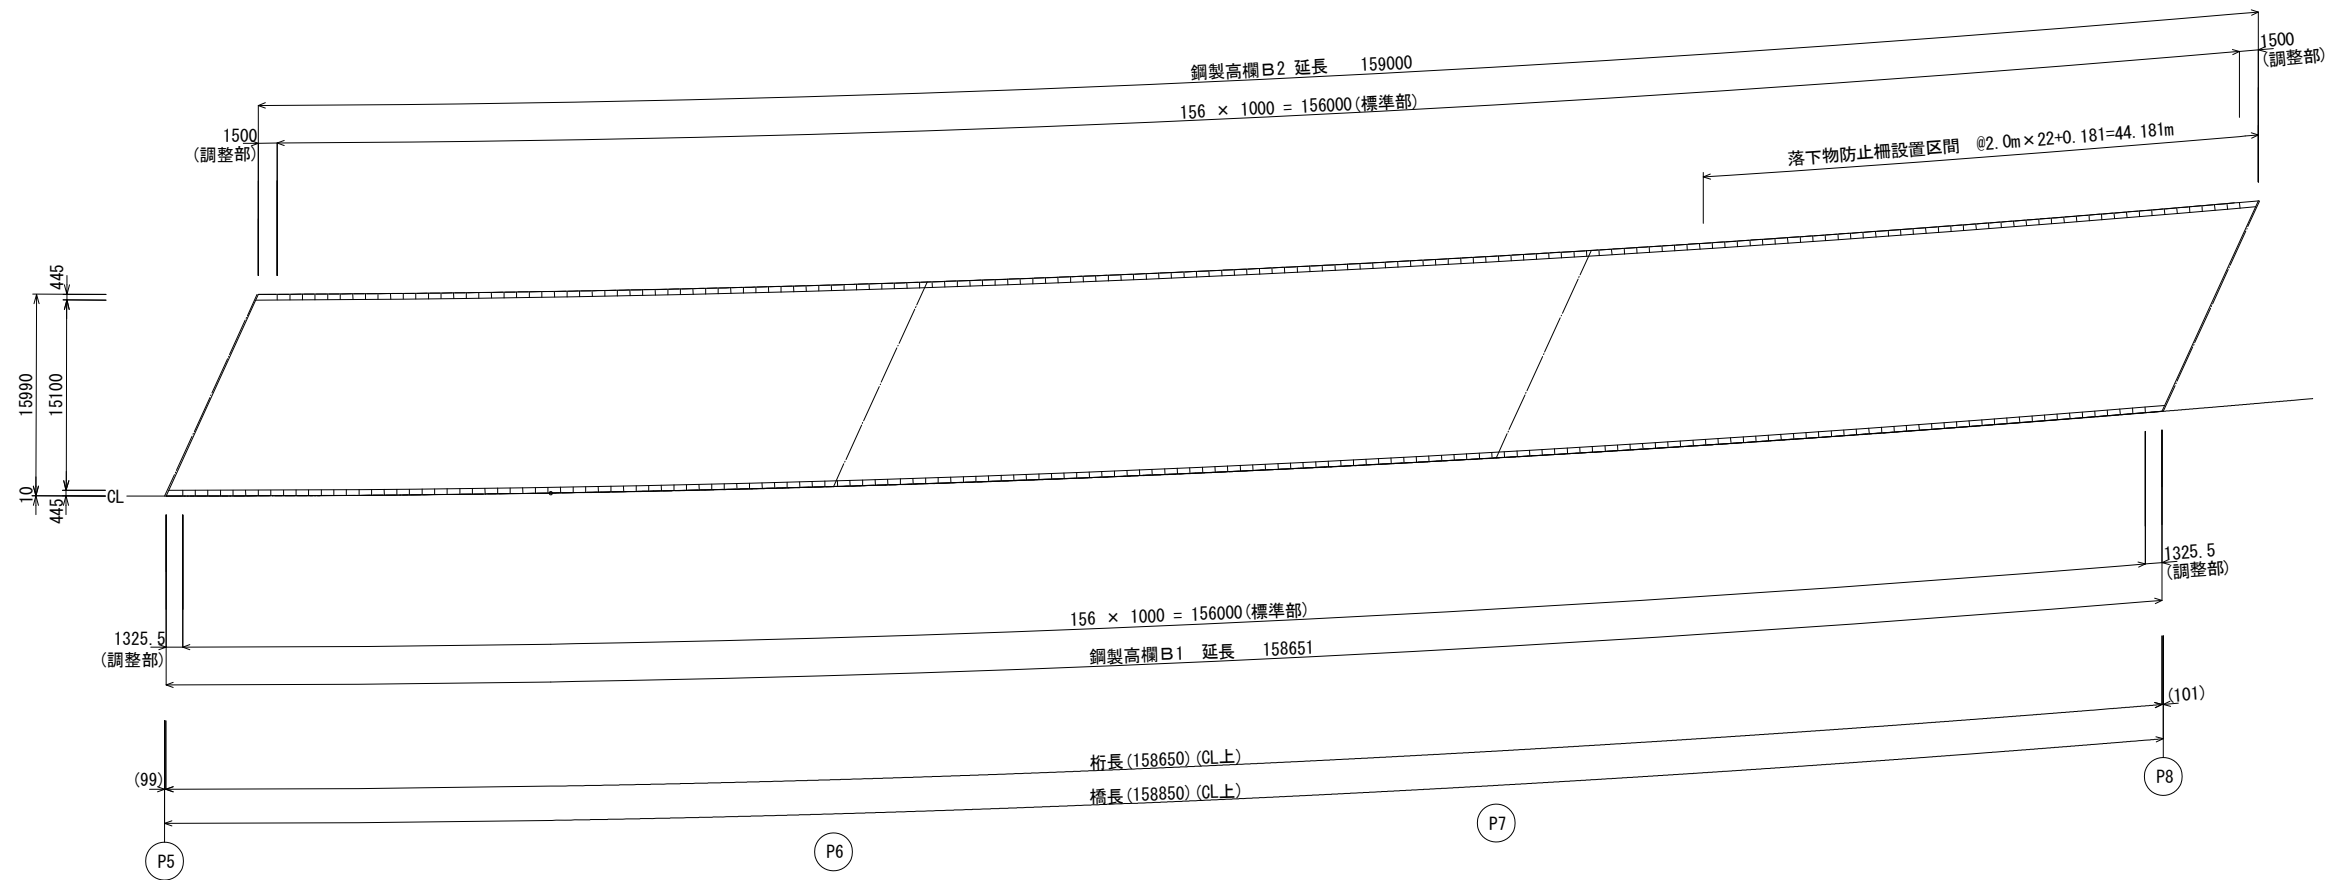 鋼製高欄B2 延長 159000
1500
(調整部)
156 × 1000 = 156000(標準部)
1500
(調整部)
落下物防止柵設置区間 @2.0m×22+0.181=44.181m
445
15990
15100
10
445
CL
1325.5
(調整部)
156 × 1000 = 156000(標準部)
1325.5
(調整部)
鋼製高欄B1 延長 158651
(101)
桁長(158650)(CL上)
(99)
橋長(158850)(CL上)
P5
P6
P7
P8